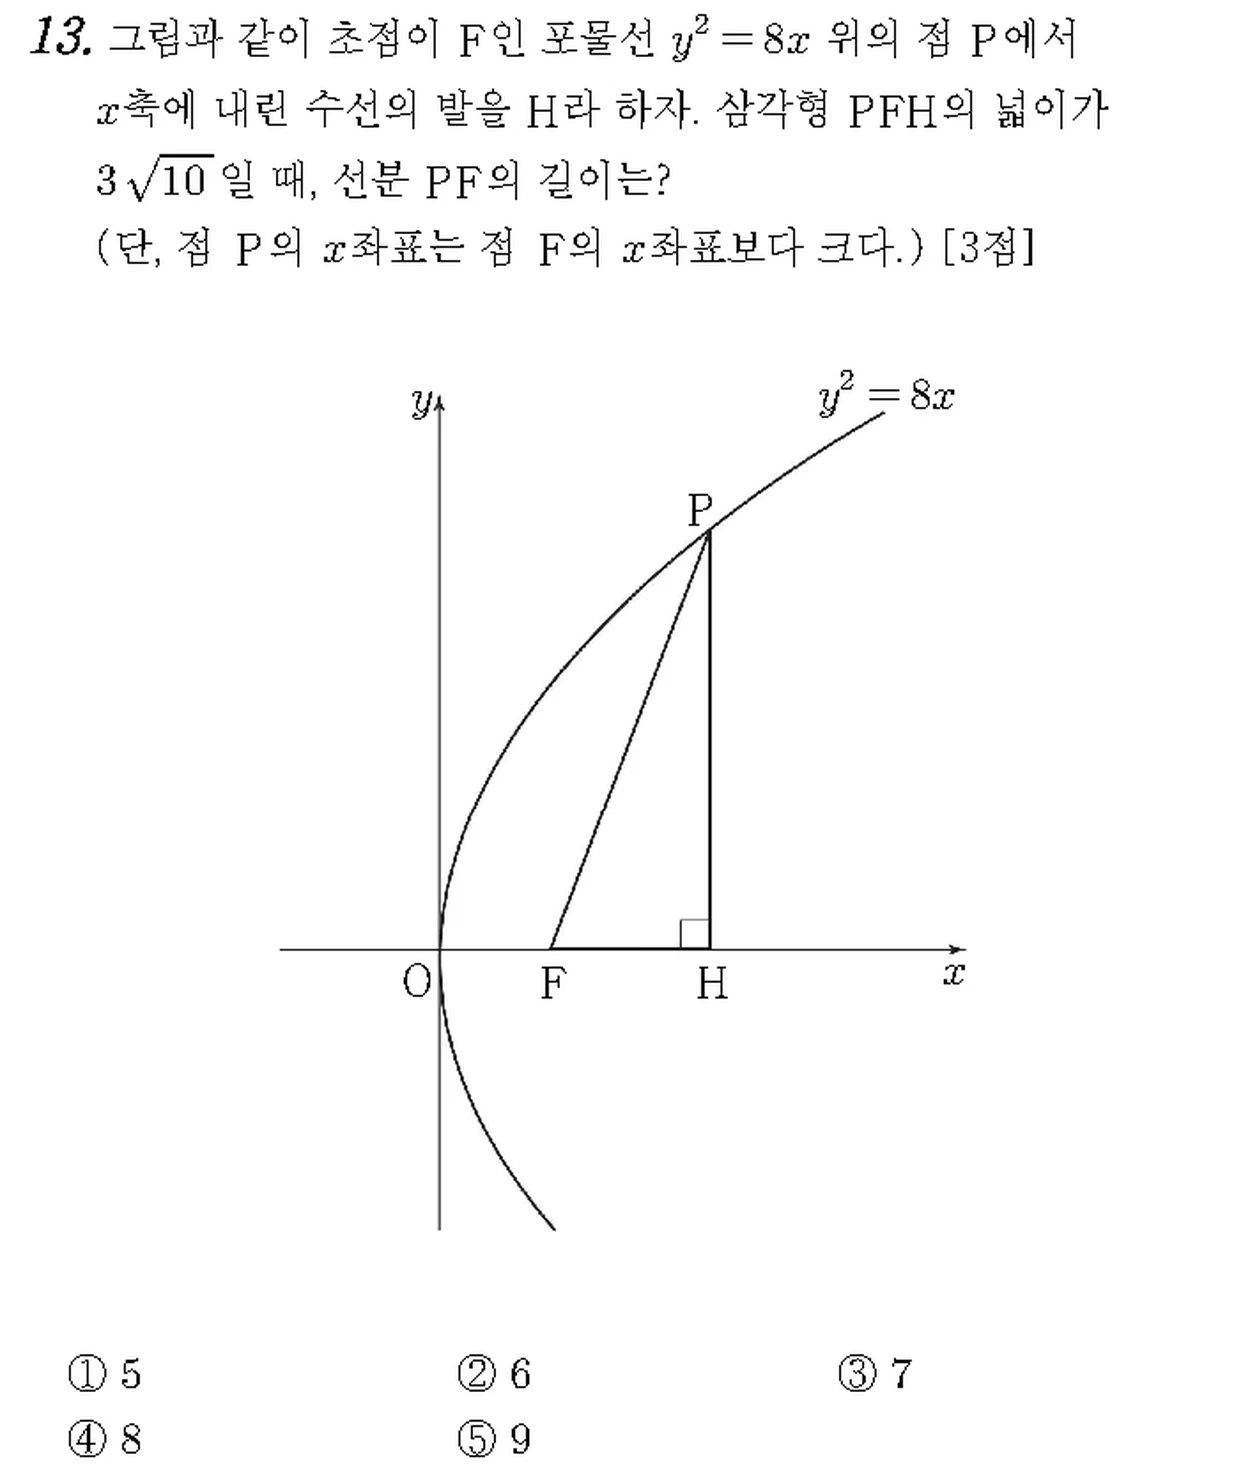 13. 그림과 같이 초점이 F인 포물선 y² = 8x 위의 점 P에서
x축에 내린 수선의 발을 H라 하자. 삼각형 PFH의 넓이가
3√10 일 때, 선분 PF의 길이는?
(단, 점 P의 x좌표는 점 F의 x좌표보다 크다.) [3점]
y
y² = 8x
P
O
F
H
x
① 5 ② 6 ③ 7
④ 8 ⑤ 9